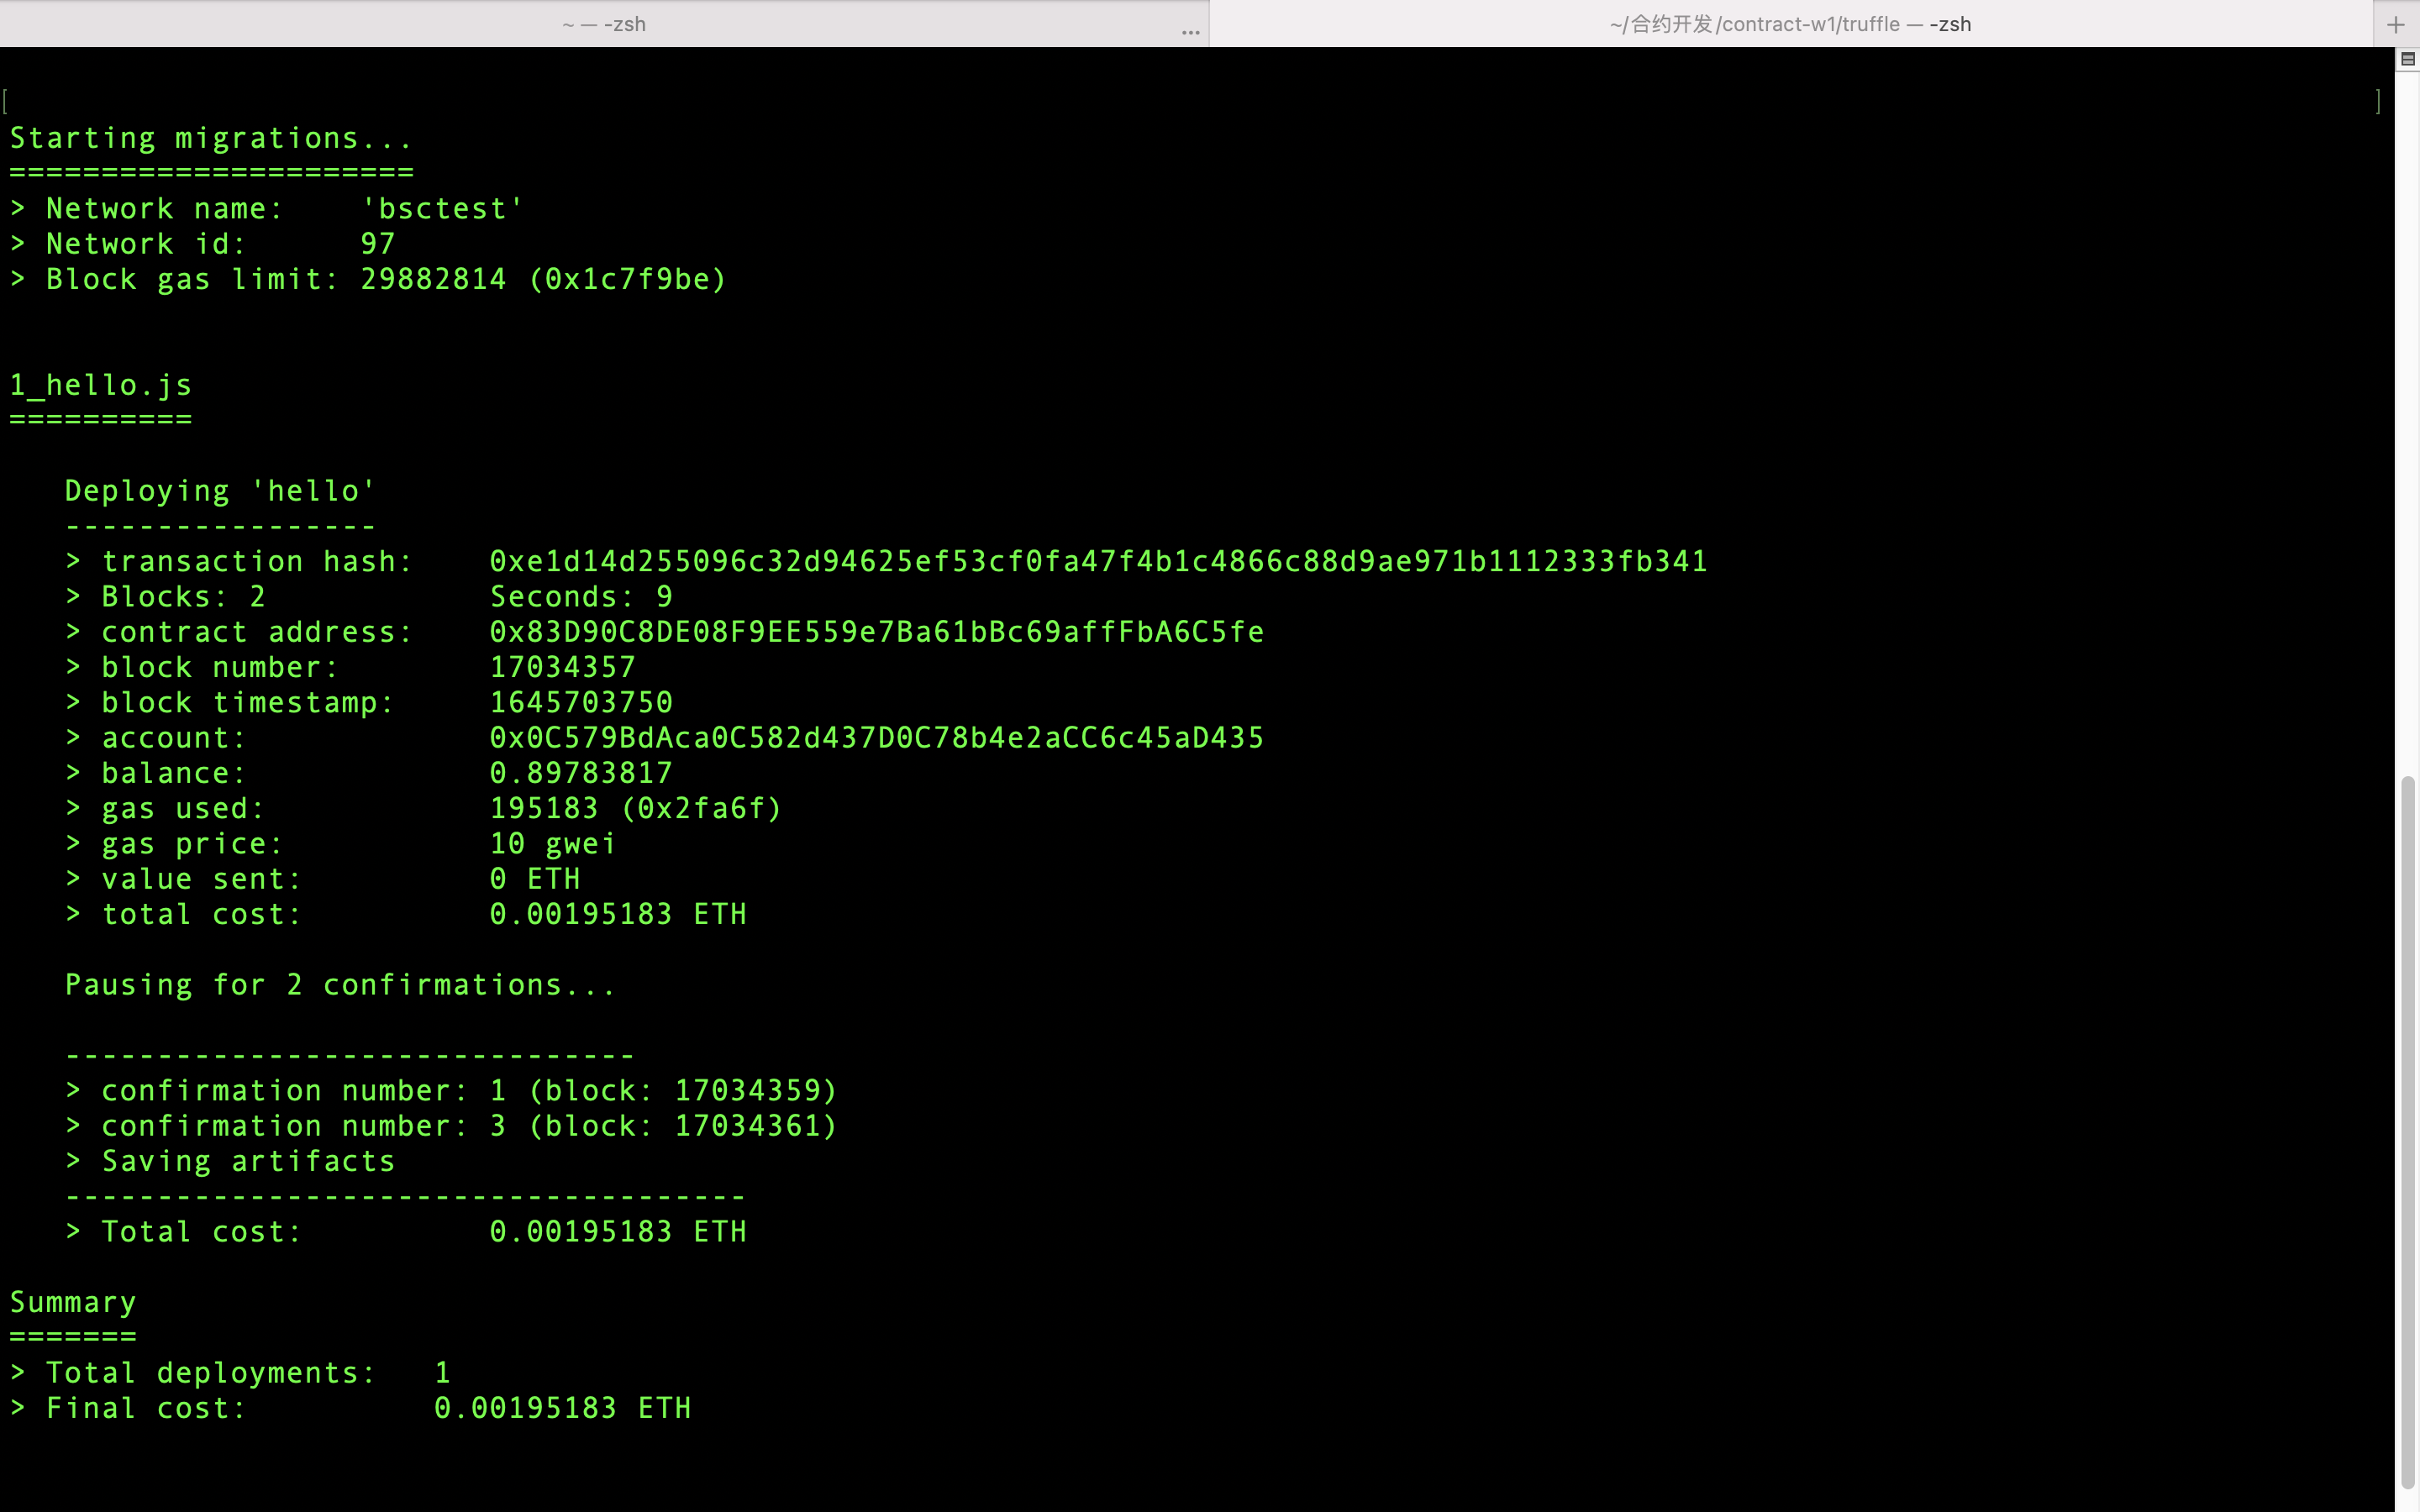 ~ — -zsh
...
~/合约开发/contract-w1/truffle — -zsh
[ ]
Starting migrations...
======================
> Network name:    'bsctest'
> Network id:      97
> Block gas limit: 29882814 (0x1c7f9be)
1_hello.js
==========
Deploying 'hello'
-----------------
> transaction hash:    0xe1d14d255096c32d94625ef53cf0fa47f4b1c4866c88d9ae971b1112333fb341
> Blocks: 2            Seconds: 9
> contract address:    0x83D90C8DE08F9EE559e7Ba61bBc69affFbA6C5fe
> block number:        17034357
> block timestamp:     1645703750
> account:             0x0C579BdAca0C582d437D0C78b4e2aCC6c45aD435
> balance:             0.89783817
> gas used:            195183 (0x2fa6f)
> gas price:           10 gwei
> value sent:          0 ETH
> total cost:          0.00195183 ETH
Pausing for 2 confirmations...
-------------------------------
> confirmation number: 1 (block: 17034359)
> confirmation number: 3 (block: 17034361)
> Saving artifacts
-------------------------------------
> Total cost:          0.00195183 ETH
Summary
=======
> Total deployments:   1
> Final cost:          0.00195183 ETH